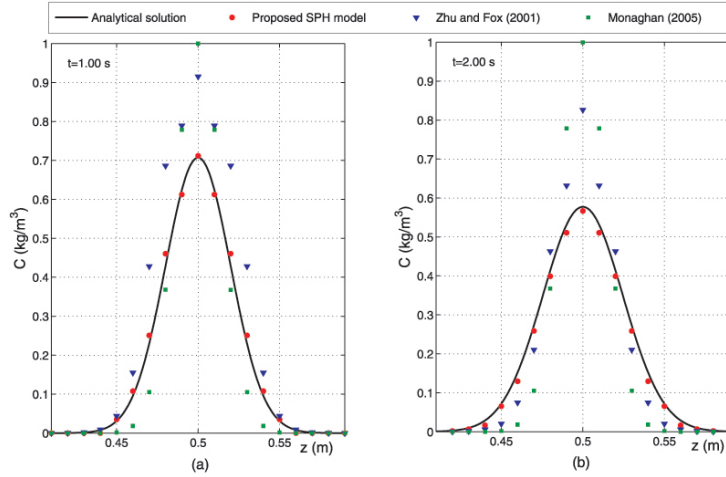 Analytical solution Proposed SPH model Zhu and Fox (2001) Monaghan (2005)
t=1.00 s
1
0.9
0.8
0.7
0.6
0.5
0.4
0.3
0.2
0.1
0
C (kg/m³)
0.45 0.5 0.55
z (m)
(a)
t=2.00 s
1.00
0.9
0.8
0.7
0.6
0.5
0.4
0.3
0.2
0.1
0
C (kg/m³)
0.45 0.5 0.55
z (m)
(b)